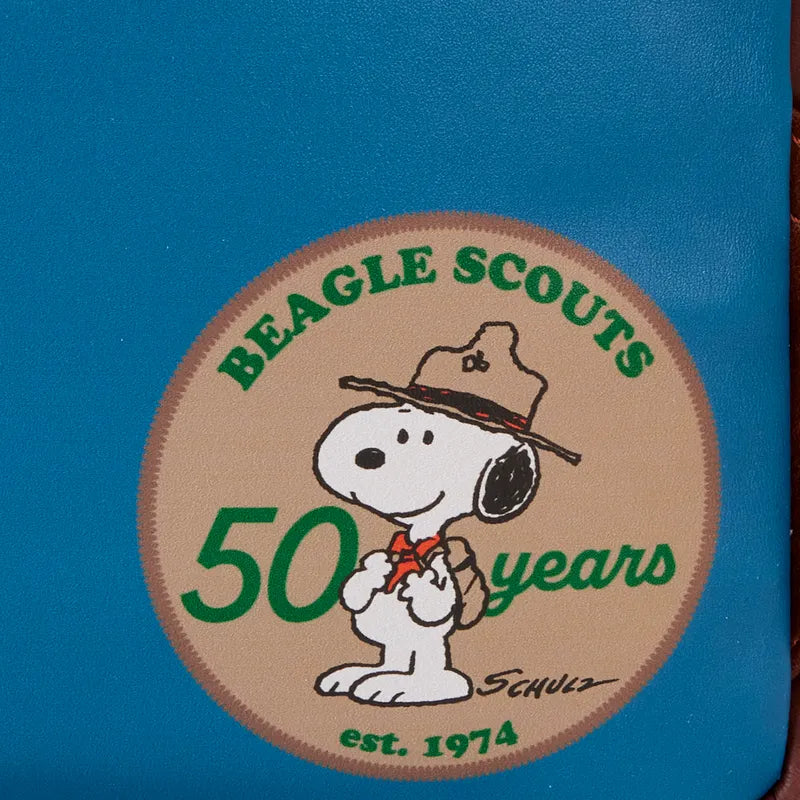 BEAGLE SCOUTS
50 years
SCHULZ
est. 1974